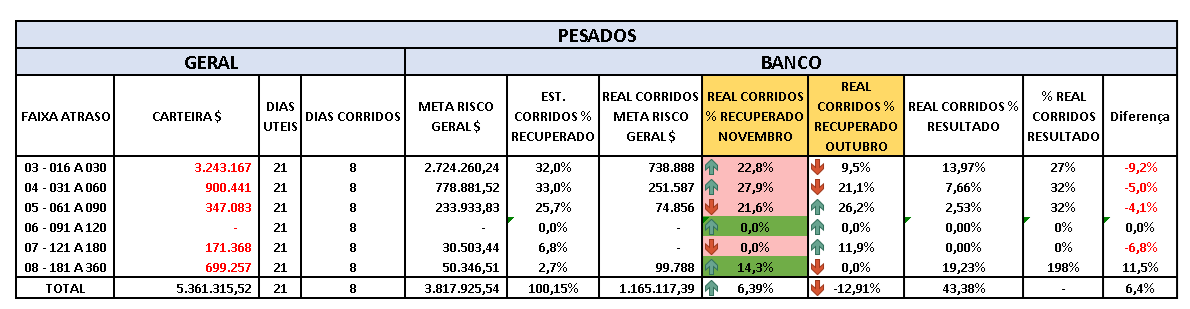 PESADOS
GERAL BANCO
FAIXA ATRASO CARTEIRA $ DIAS UTEIS DIAS CORRIDOS META RISCO GERAL $ EST. CORRIDOS % RECUPERADO REAL CORRIDOS META RISCO GERAL $ REAL CORRIDOS % RECUPERADO NOVEMBRO REAL CORRIDOS % RECUPERADO OUTUBRO REAL CORRIDOS % RESULTADO % REAL CORRIDOS RESULTADO Diferença
03 - 016 A 030 3.243.167 21 8 2.724.260,24 32,0% 738.888 22,8% 9,5% 13,97% 27% -9,2%
04 - 031 A 060 900.441 21 8 778.881,52 33,0% 251.587 27,9% 21,1% 7,66% 32% -5,0%
05 - 061 A 090 347.083 21 8 233.933,83 25,7% 74.856 21,6% 26,2% 2,53% 32% -4,1%
06 - 091 A 120 - 21 8 - 0,0% - 0,0% 0,0% 0,00% 0% 0,0%
07 - 121 A 180 171.368 21 8 30.503,44 6,8% - 0,0% 11,9% 0,00% 0% -6,8%
08 - 181 A 360 699.257 21 8 50.346,51 2,7% 99.788 14,3% 0,0% 19,23% 198% 11,5%
TOTAL 5.361.315,52 21 8 3.817.925,54 100,15% 1.165.117,39 6,39% -12,91% 43,38% - 6,4%